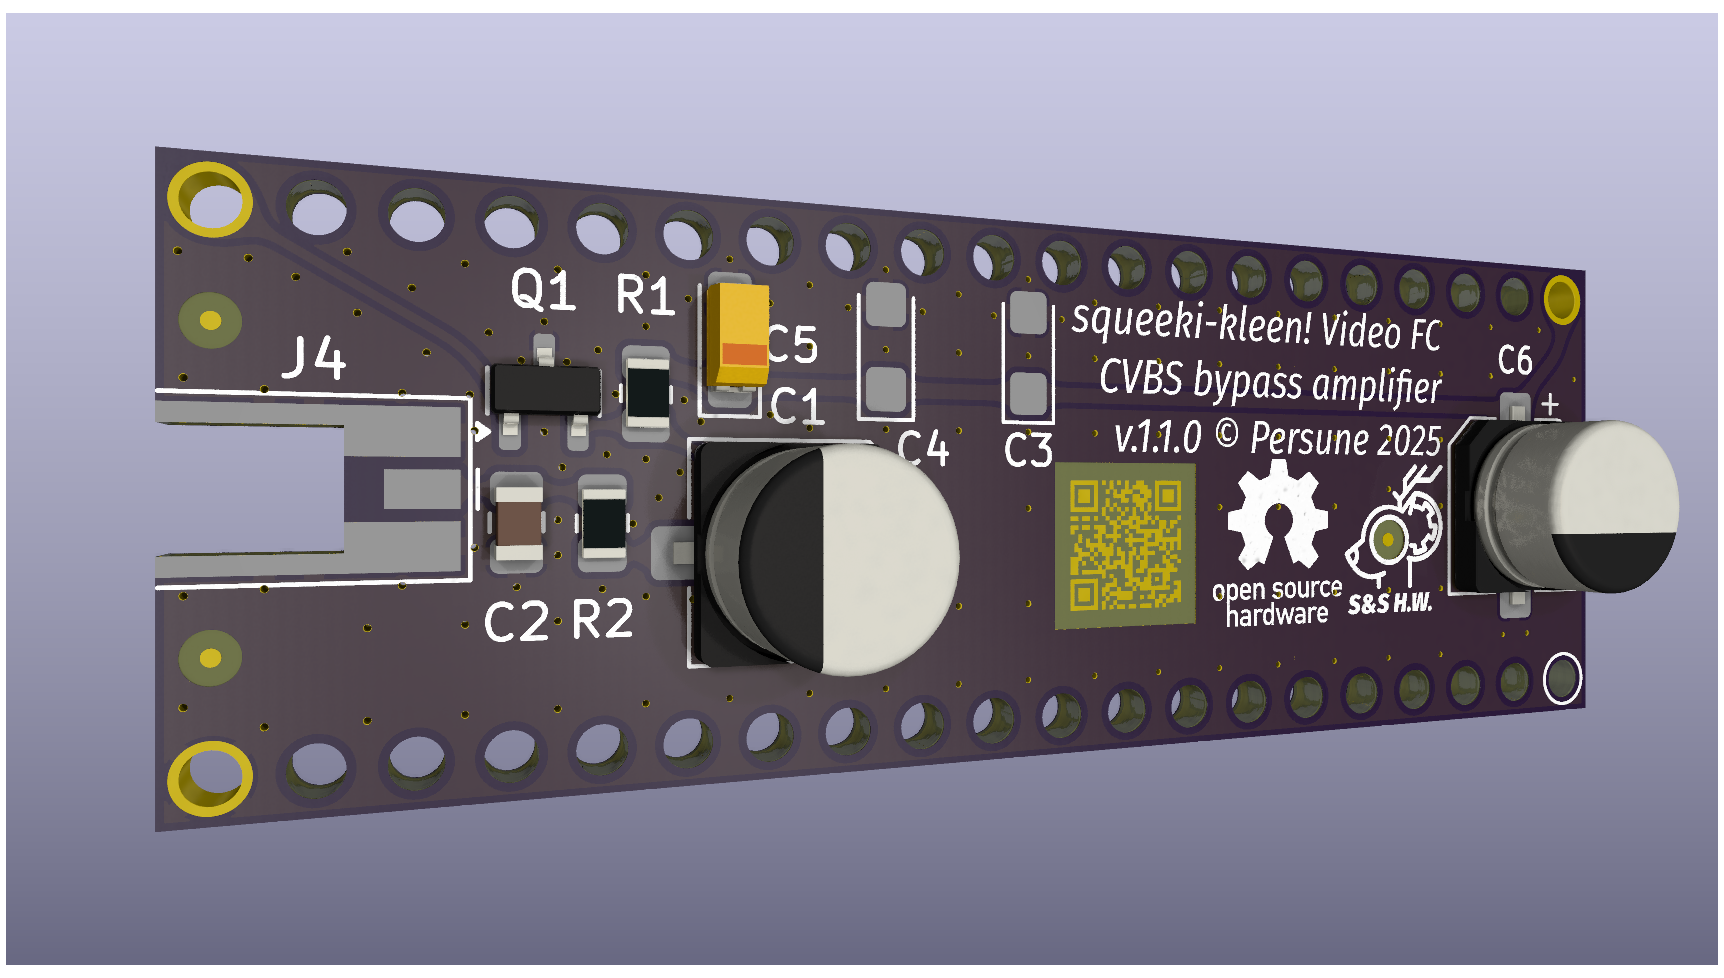 Q1
R1
J4
C5
C1
C4
C3
squeeki-kleen! Video FC
CVBS bypass amplifier
v.1.1.0 © Persune 2025
C6
+
C2
R2
open source
hardware
S&S H.W.